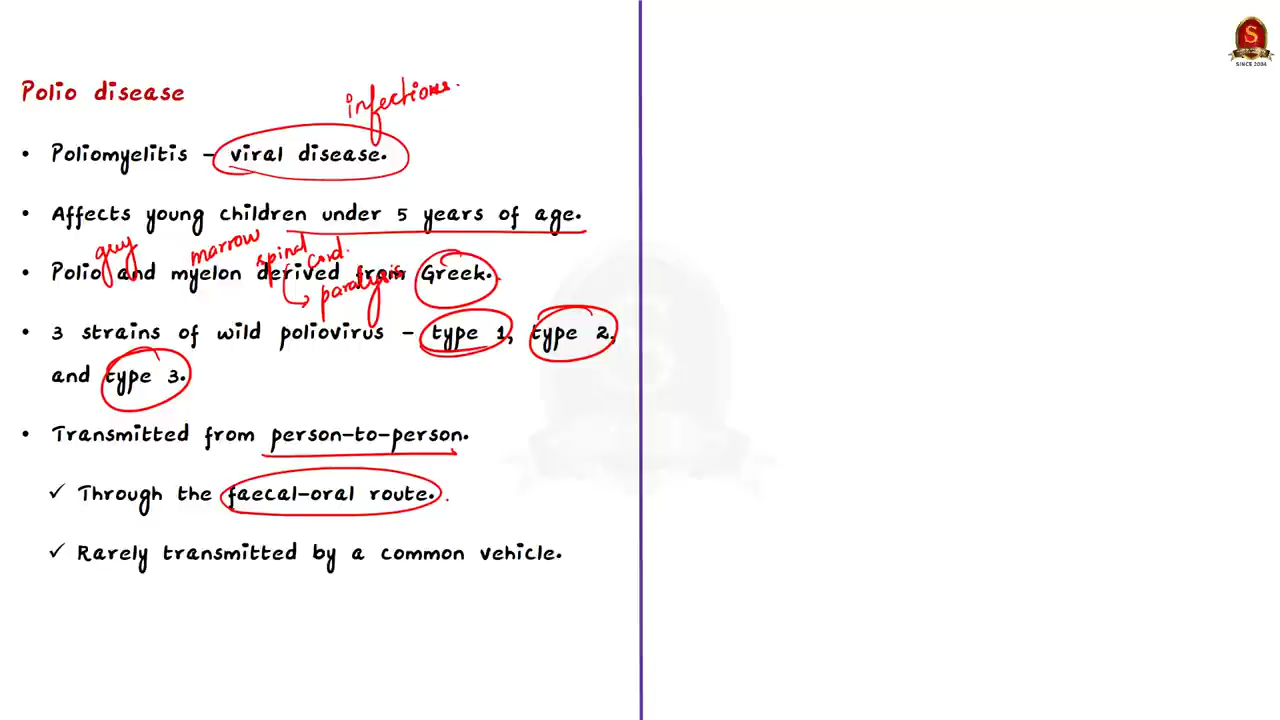 S
SINCE 2004
Polio disease
infectious.
• Poliomyelitis – viral disease.
• Affects young children under 5 years of age.
marrow
spinal cord.
• Polio and myelon derived from Greek.
paralysis
• 3 strains of wild poliovirus – type 1, type 2,
and type 3.
• Transmitted from person-to-person.
✓ Through the faecal-oral route.
✓ Rarely transmitted by a common vehicle.